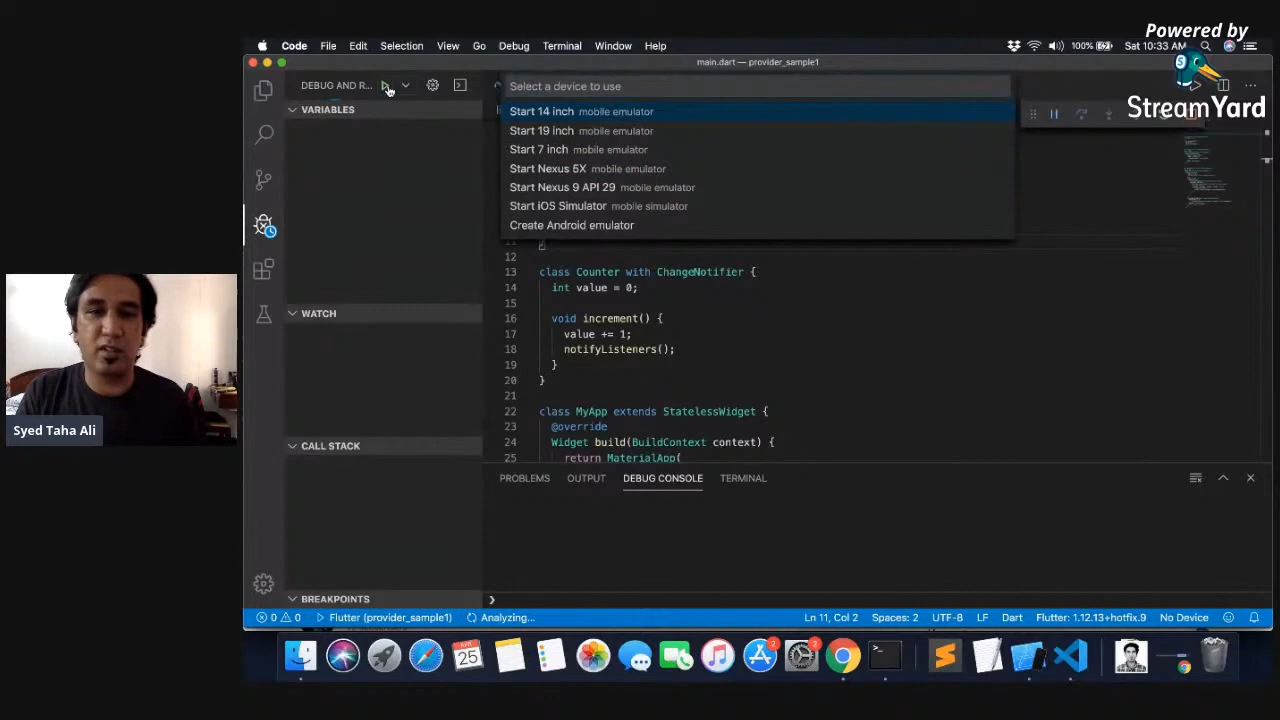 Powered by
StreamYard
Code File Edit Selection View Go Debug Terminal Window Help
100% Sat 10:33 AM
main.dart — provider_sample1
DEBUG AND R...
Select a device to use
Start 14 inch mobile emulator
Start 19 inch mobile emulator
Start 7 inch mobile emulator
Start Nexus 5X mobile emulator
Start Nexus 9 API 29 mobile emulator
Start iOS Simulator mobile simulator
Create Android emulator
VARIABLES
WATCH
CALL STACK
BREAKPOINTS
12
13 class Counter with ChangeNotifier {
14 int value = 0;
15
16 void increment() {
17 value += 1;
18 notifyListeners();
19 }
20 }
21
22 class MyApp extends StatelessWidget {
23 @override
24 Widget build(BuildContext context) {
25 return MaterialApp(
PROBLEMS OUTPUT DEBUG CONSOLE TERMINAL
Syed Taha Ali
0 0 Flutter (provider_sample1) Analyzing... Ln 11, Col 2 Spaces: 2 UTF-8 LF Dart Flutter: 1.12.13+hotfix.9 No Device
25
2
2